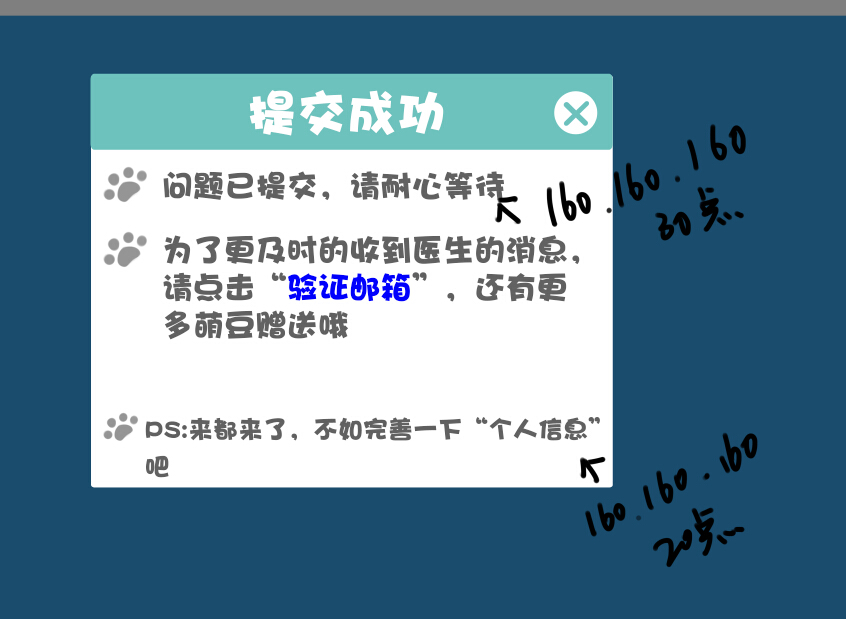 提交成功
问题已提交，请耐心等待
160.160.160
30点
为了更及时的收到医生的消息，
请点击“验证邮箱”，还有更
多萌豆赠送哦
PS:来都来了，不如完善一下“个人信息”
吧
160.160.160
20点